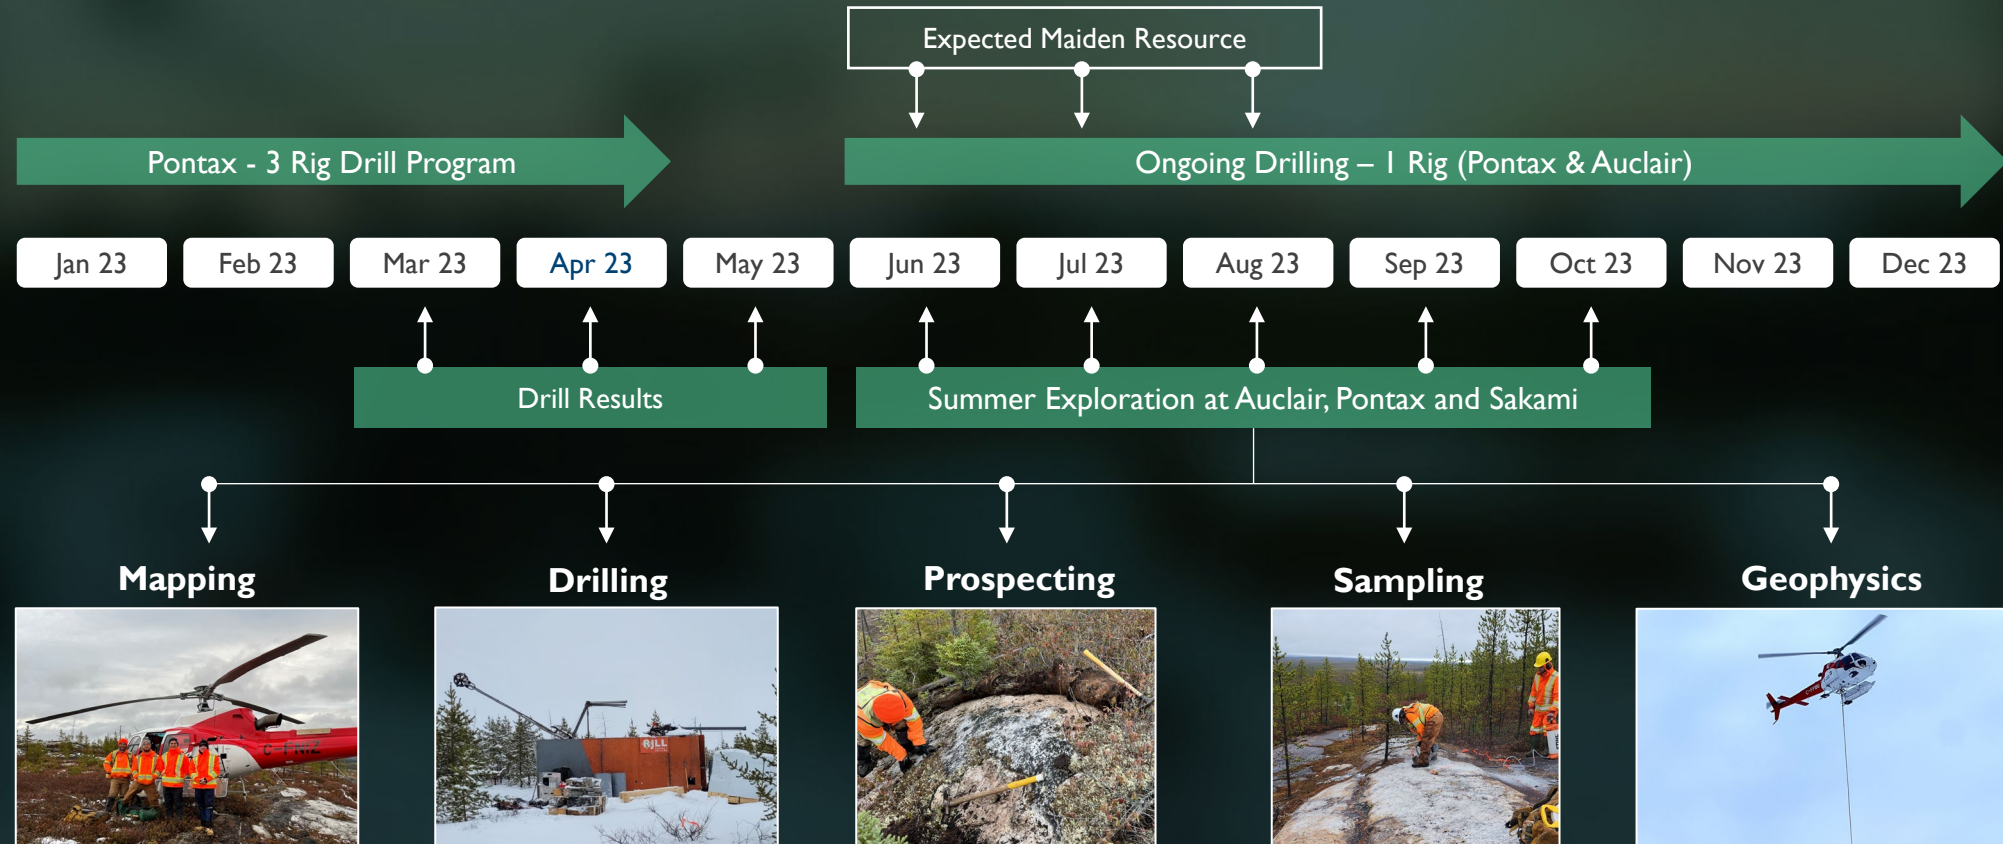 Expected Maiden Resource
Pontax - 3 Rig Drill Program
Ongoing Drilling – 1 Rig (Pontax & Auclair)
Jan 23
Feb 23
Mar 23
Apr 23
May 23
Jun 23
Jul 23
Aug 23
Sep 23
Oct 23
Nov 23
Dec 23
Drill Results
Summer Exploration at Auclair, Pontax and Sakami
Mapping
Drilling
Prospecting
Sampling
Geophysics
C-FNIZ
RJLL